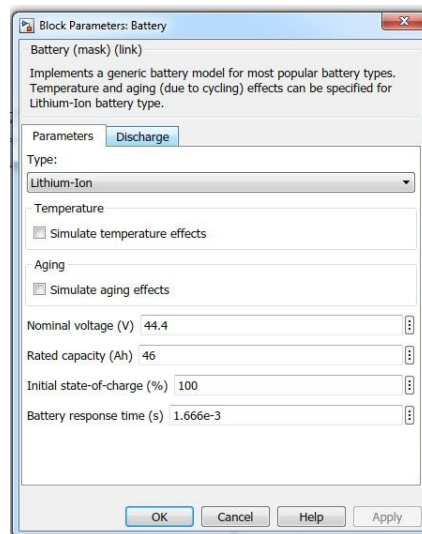 Block Parameters: Battery
Battery (mask) (link)
Implements a generic battery model for most popular battery types.
Temperature and aging (due to cycling) effects can be specified for
Lithium-Ion battery type.
Parameters Discharge
Type:
Lithium-Ion
Temperature
Simulate temperature effects
Aging
Simulate aging effects
Nominal voltage (V) 44.4
Rated capacity (Ah) 46
Initial state-of-charge (%) 100
Battery response time (s) 1.666e-3
OK Cancel Help Apply